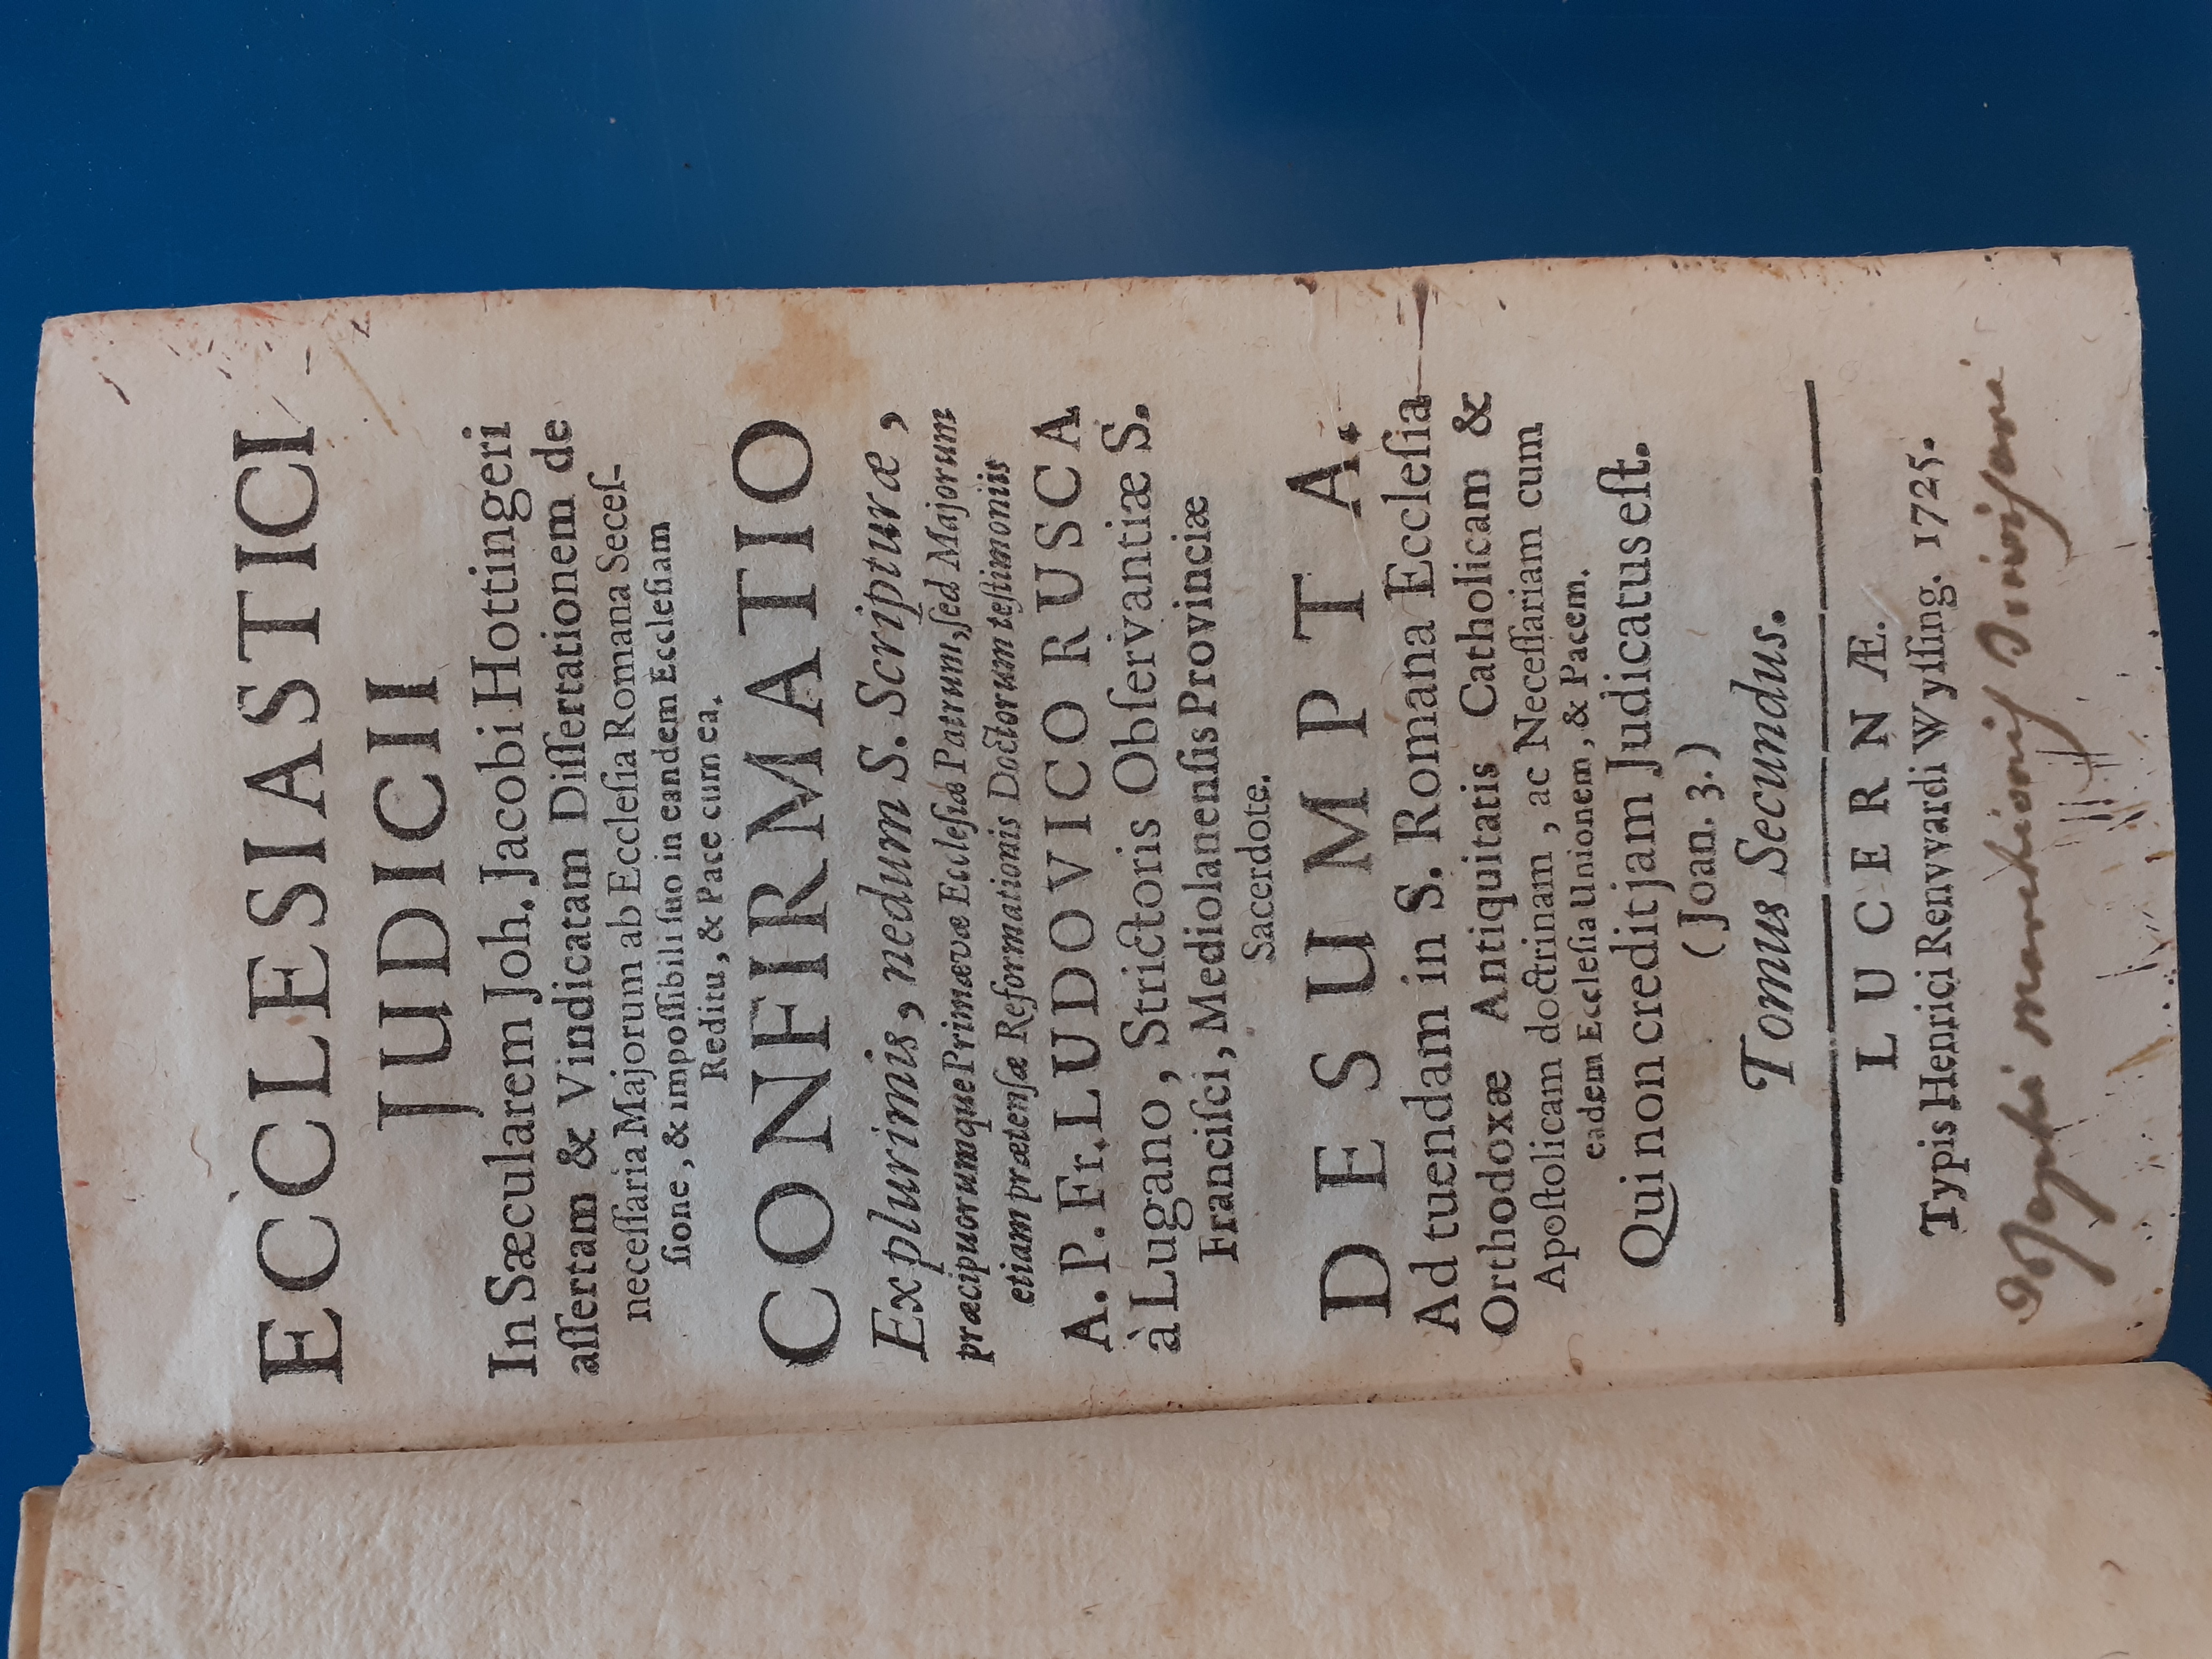 ECCLESIASTICI
JUDICII
In Sæcularem Joh. Jacobi Hottingeri
aſſertam & Vindicatam Diſſertationem de
neceſſaria Majorum ab Eccleſia Romana Seceſ-
ſione, & impoſſibili ſuo in eandem Eccleſiam
Reditu, & Pace cum ea,
CONFIRMATIO
Ex plurimis, nedum S. Scripturæ,
præcipuorumque Primævæ Eccleſiæ Patrum, ſed Majorum
etiam prætenſæ Reformationis Doctorum teſtimoniis
A. P. Fr. LUDOVICO RUSCA
à Lugano, Strictoris Obſervantiæ S.
Franciſci, Mediolanenſis Provinciæ
Sacerdote.
DESUMPTA.
Ad tuendam in S. Romana Eccleſia
Orthodoxæ Antiquitatis Catholicam &
Apoſtolicam doctrinam, ac Neceſſariam cum
eadem Eccleſia Unionem, & Pacem.
Qui non credit jam Judicatus eſt.
(Joan. 3.)
Tomus Secundus.
LUCERNÆ.
Typis Henrici Renvvardi Wyſſing. 1725.